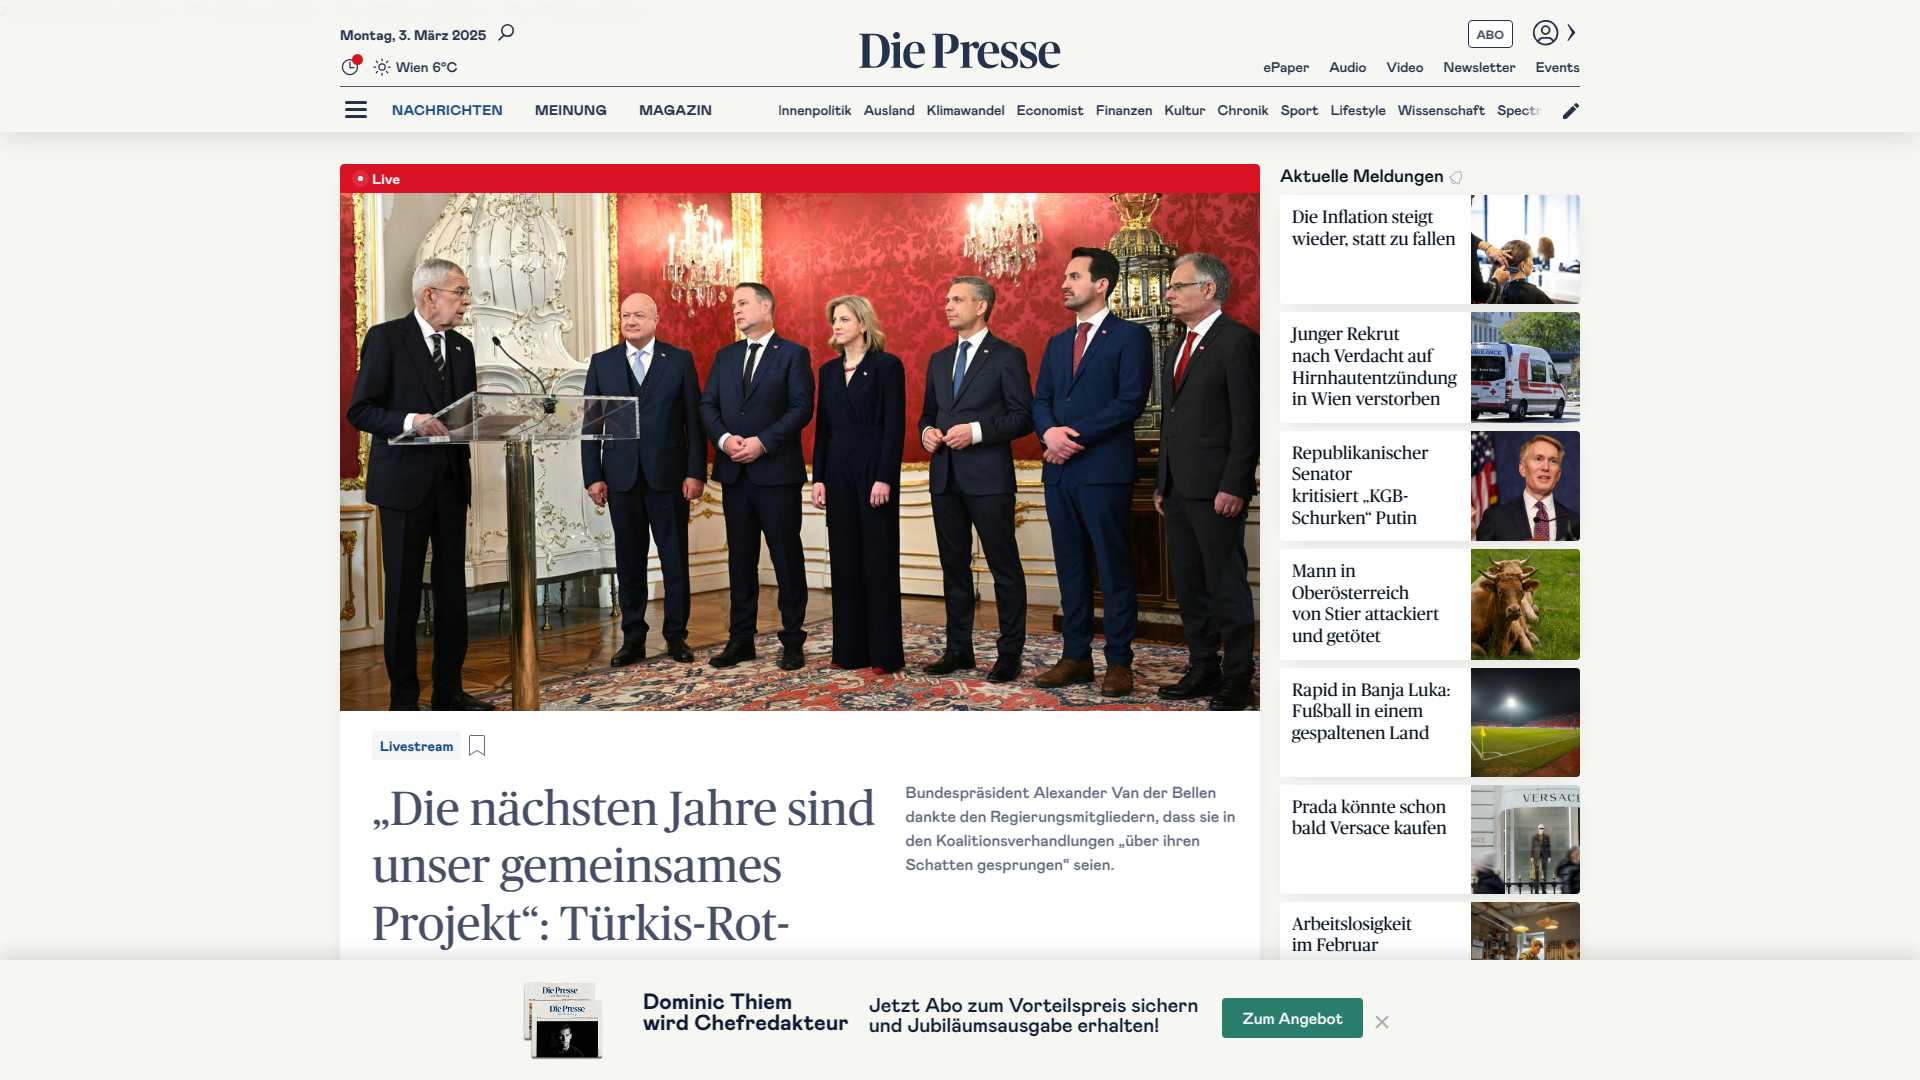 Montag, 3. März 2025
Die Presse
ABO
Wien 6°C
ePaper Audio Video Newsletter Events
NACHRICHTEN MEINUNG MAGAZIN
Innenpolitik Ausland Klimawandel Economist Finanzen Kultur Chronik Sport Lifestyle Wissenschaft Spectr
Live
Livestream
„Die nächsten Jahre sind
unser gemeinsames
Projekt“: Türkis-Rot-
Bundespräsident Alexander Van der Bellen
dankte den Regierungsmitgliedern, dass sie in
den Koalitionsverhandlungen „über ihren
Schatten gesprungen“ seien.
Aktuelle Meldungen
Die Inflation steigt
wieder, statt zu fallen
Junger Rekrut
nach Verdacht auf
Hirnhautentzündung
in Wien verstorben
Republikanischer
Senator
kritisiert „KGB-
Schurken“ Putin
Mann in
Oberösterreich
von Stier attackiert
und getötet
Rapid in Banja Luka:
Fußball in einem
gespaltenen Land
Prada könnte schon
bald Versace kaufen
VERSACE
Arbeitslosigkeit
im Februar
Die Presse
Die Presse
Dominic Thiem
wird Chefredakteur
Jetzt Abo zum Vorteilspreis sichern
und Jubiläumsausgabe erhalten!
Zum Angebot